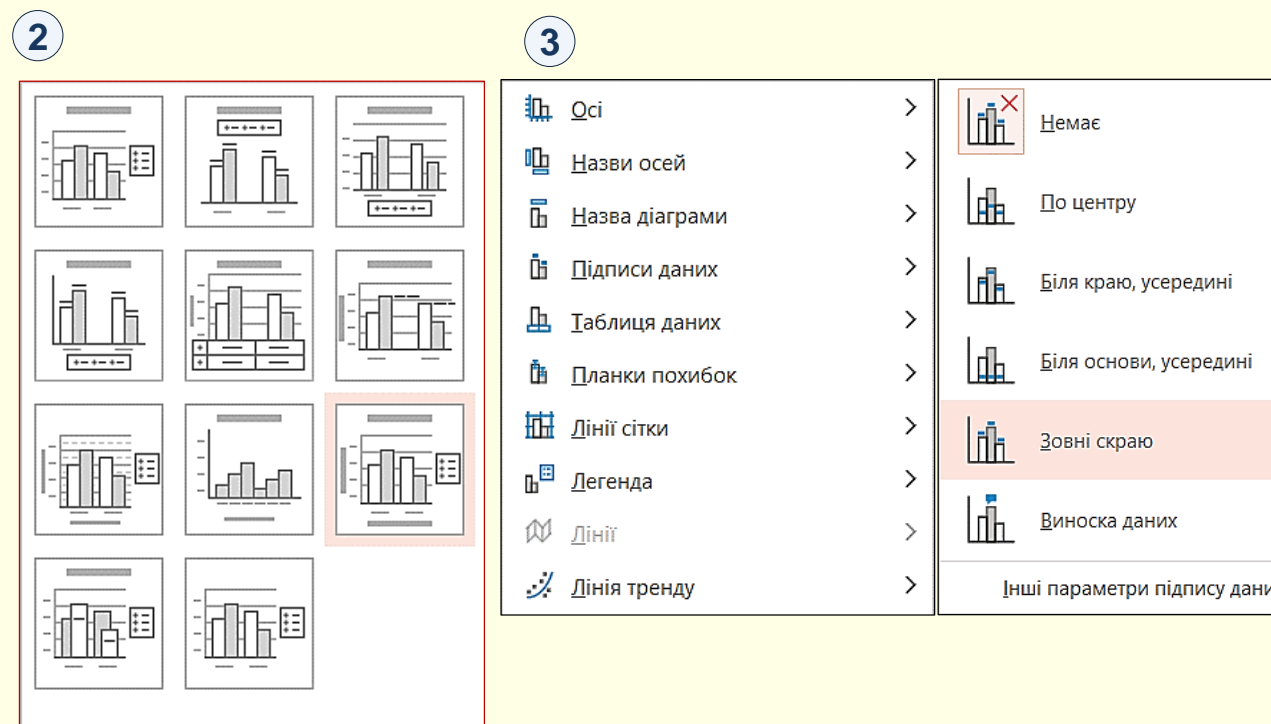 2
3
Осі
Назви осей
Назва діаграми
Підписи даних
Таблиця даних
Планки похибок
Лінії сітки
Легенда
Лінії
Лінія тренду
Немає
По центру
Біля краю, усередині
Біля основи, усередині
Зовні скраю
Виноска даних
Інші параметри підпису дани